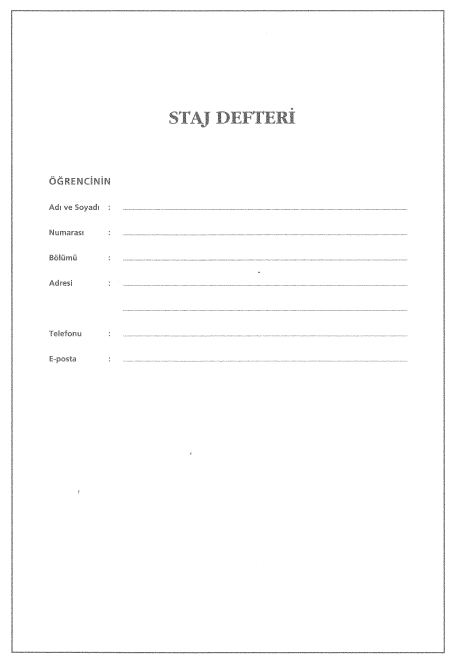 STAJ DEFTERİ
ÖĞRENCİNİN
Adı ve Soyadı :
Numarası :
Bölümü :
Adresi :
Telefonu :
E-posta :